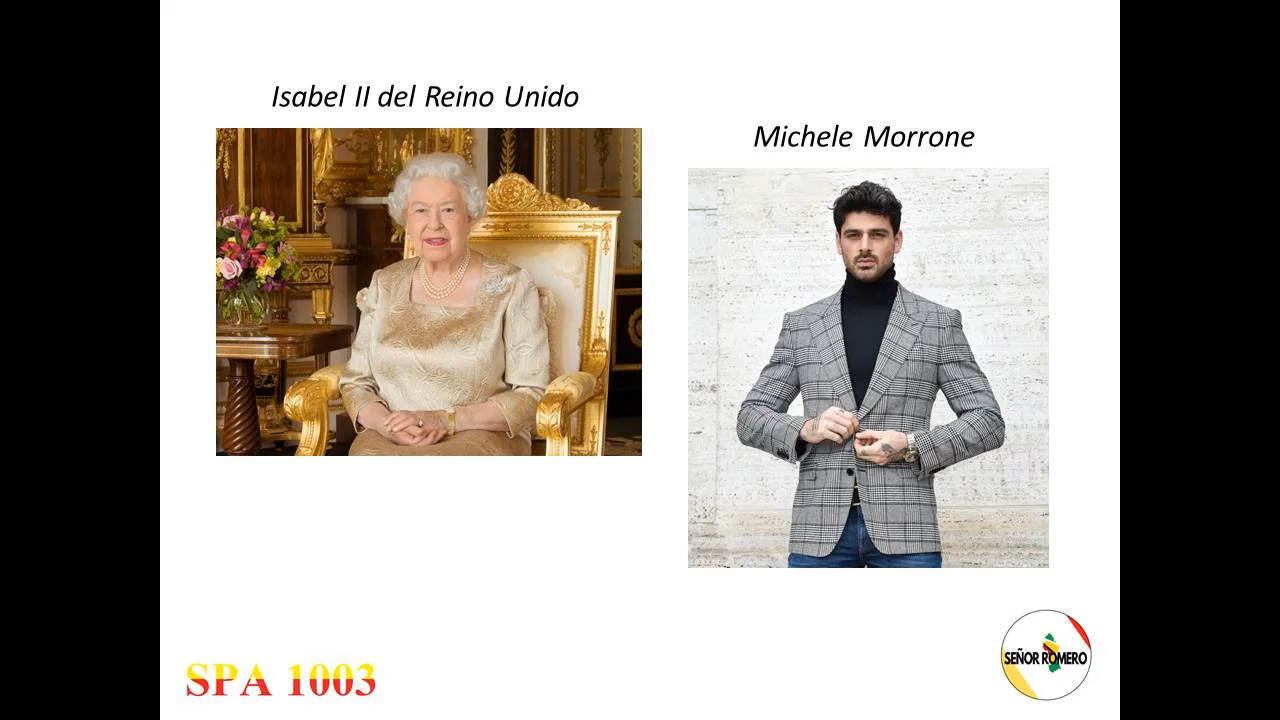 Isabel II del Reino Unido
Michele Morrone
SEÑOR ROMERO
SPA 1003